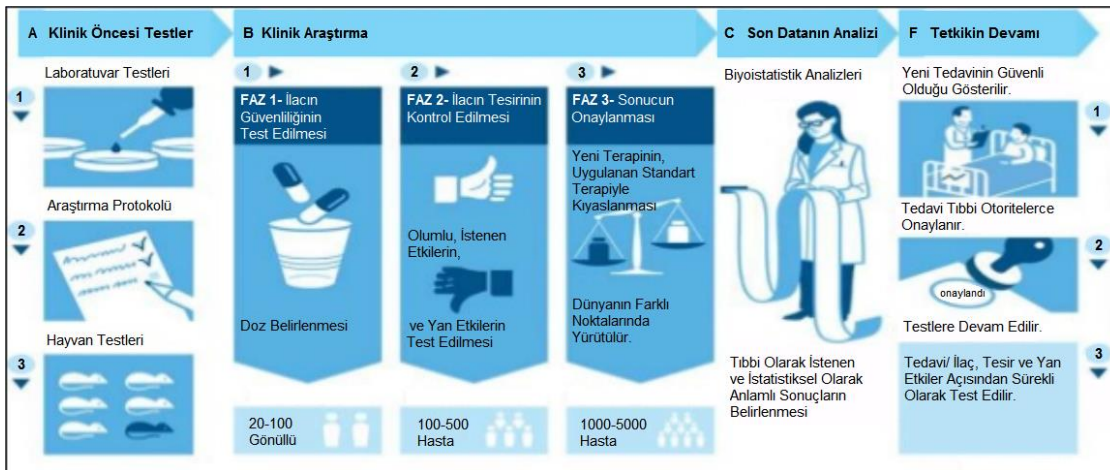 A Klinik Öncesi Testler
Laboratuvar Testleri
1
Araştırma Protokolü
2
Hayvan Testleri
3
B Klinik Araştırma
1
FAZ 1- İlacın
Güvenliğinin
Test Edilmesi
Doz Belirlenmesi
20-100
Gönüllü
2
FAZ 2- İlacın Tesirinin
Kontrol Edilmesi
Olumlu, İstenen
Etkilerin,
ve Yan Etkilerin
Test Edilmesi
100-500
Hasta
3
FAZ 3- Sonucun
Onaylanması
Yeni Terapinin,
Uygulanan Standart
Terapiyle
Kıyaslanması
Dünyanın Farklı
Noktalarında
Yürütülür.
1000-5000
Hasta
C Son Datanın Analizi
Biyoistatistik Analizleri
Tıbbi Olarak İstenen
ve İstatistiksel Olarak
Anlamlı Sonuçların
Belirlenmesi
F Tetkikin Devamı
Yeni Tedavinin Güvenli
Olduğu Gösterilir.
1
Tedavi Tıbbi Otoritelerce
Onaylanır.
2
onaylandı
Testlere Devam Edilir.
3
Tedavi/ İlaç, Tesir ve Yan
Etkiler Açısından Sürekli
Olarak Test Edilir.